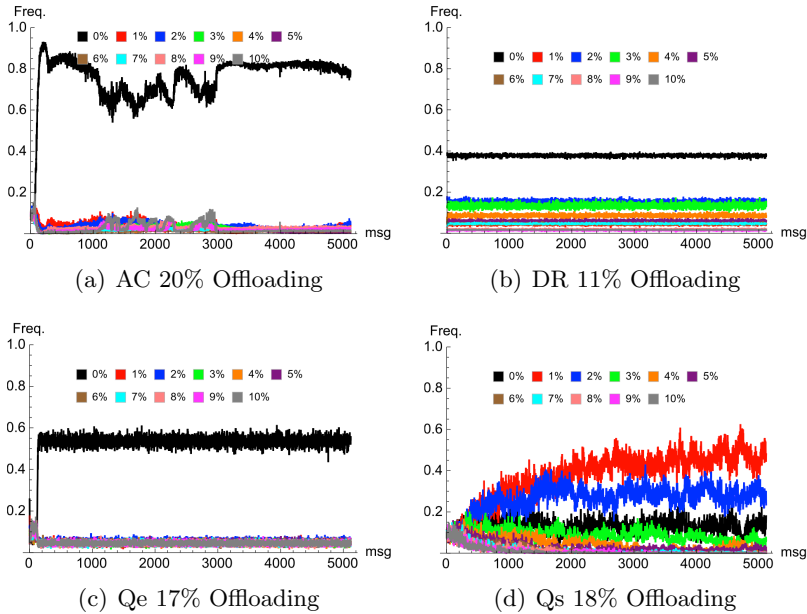 Freq.
1.0
0% 1% 2% 3% 4% 5%
6% 7% 8% 9% 10%
0.8
0.6
0.4
0.2
0 1000 2000 3000 4000 5000 msg
(a) AC 20% Offloading
Freq.
1.0
0% 1% 2% 3% 4% 5%
6% 7% 8% 9% 10%
0.8
0.6
0.4
0.2
0 1000 2000 3000 4000 5000 msg
(b) DR 11% Offloading
Freq.
1.0
0% 1% 2% 3% 4% 5%
6% 7% 8% 9% 10%
0.8
0.6
0.4
0.2
0 1000 2000 3000 4000 5000 msg
(c) Qe 17% Offloading
Freq.
1.0
0% 1% 2% 3% 4% 5%
6% 7% 8% 9% 10%
0.8
0.6
0.4
0.2
0 1000 2000 3000 4000 5000 msg
(d) Qs 18% Offloading